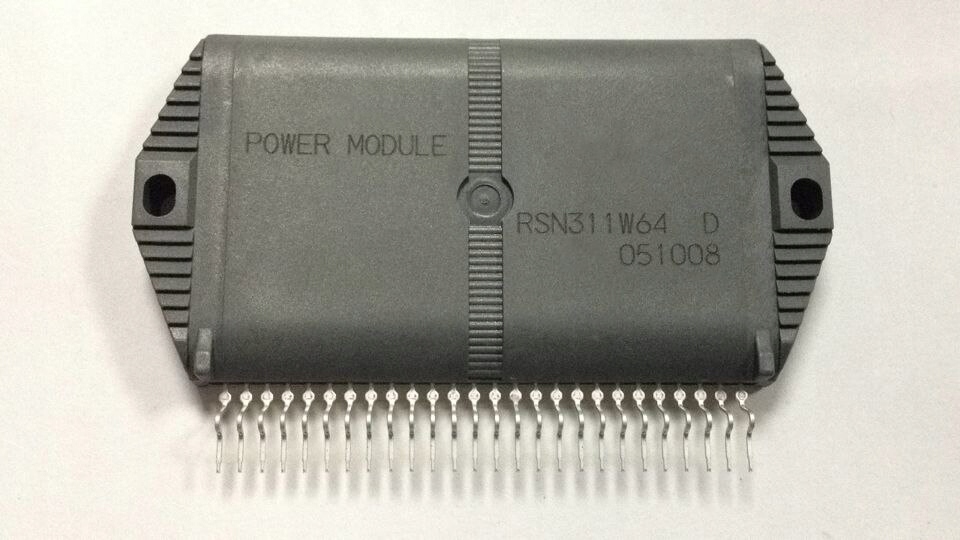 POWER MODULE
RSN311W64 D
051008